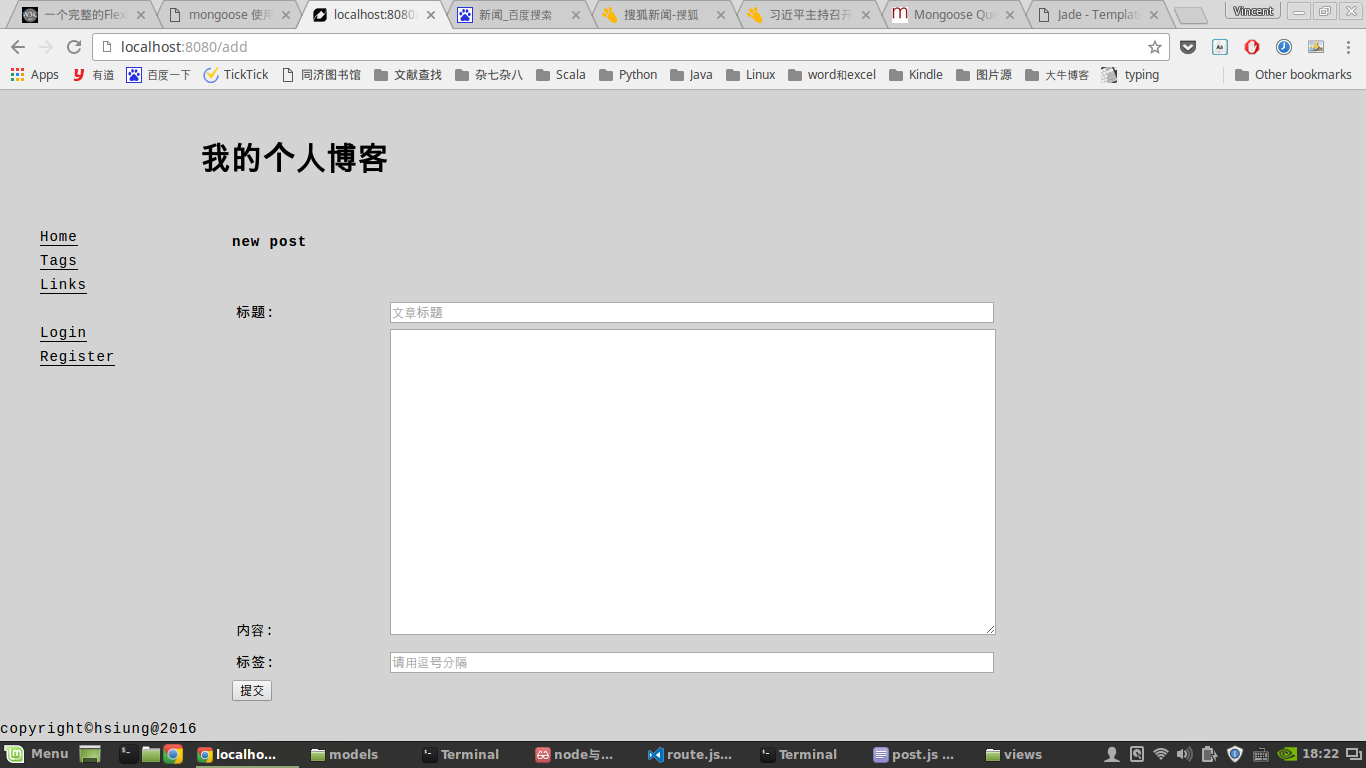 一个完整的Flex
mongoose 使用
localhost:8080/
新闻_百度搜索
搜狐新闻-搜狐
习近平主持召开
Mongoose Que
Jade - Templat
Vincent
localhost:8080/add
Apps 有道 百度一下 TickTick 同济图书馆 文献查找 杂七杂八 Scala Python Java Linux word和excel Kindle 图片源 大牛博客 typing Other bookmarks
我的个人博客
Home
Tags
Links
Login
Register
new post
标题:
文章标题
内容:
标签:
请用逗号分隔
提交
copyright©hsiung@2016
Menu localho... models Terminal node与... route.js... Terminal post.js ... views 18:22